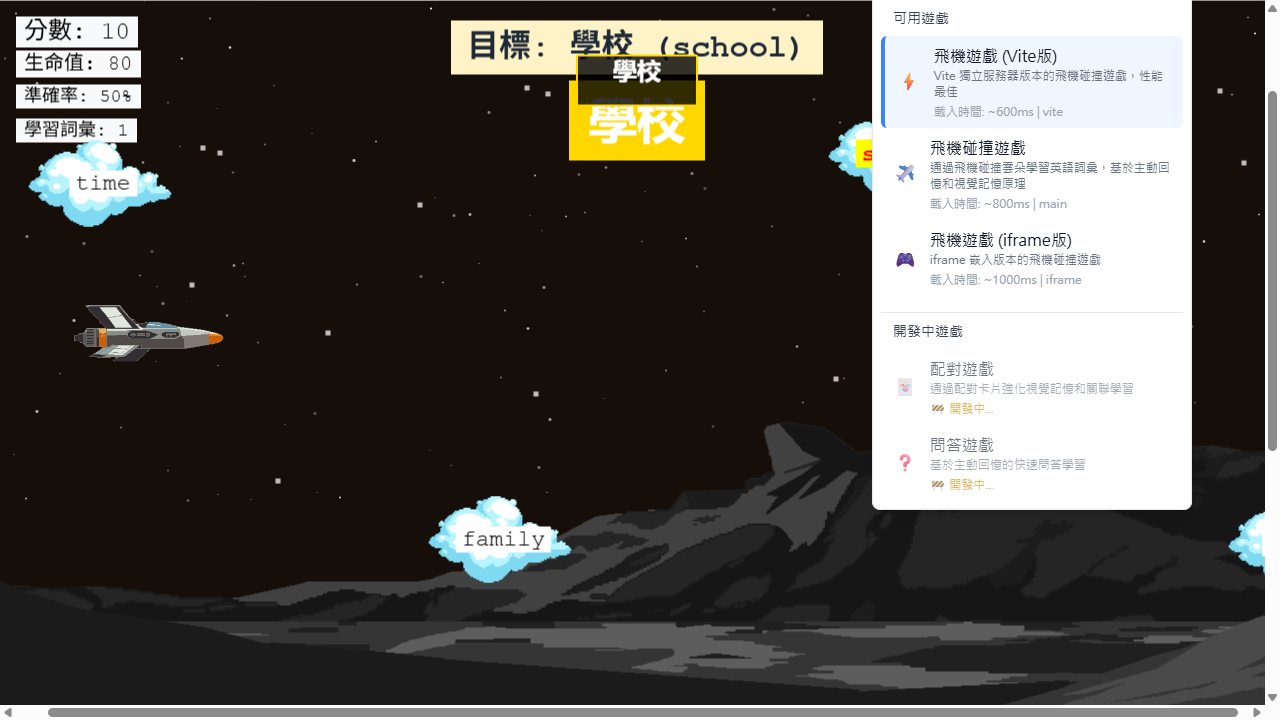 分數: 10
生命值: 80
準確率: 50%
學習詞彙: 1
目標: 學校 (school)
學校
學校
time
family
可用遊戲
飛機遊戲 (Vite版)
Vite 獨立服務器版本的飛機碰撞遊戲，性能
最佳
載入時間: ~600ms | vite
飛機碰撞遊戲
通過飛機碰撞雲朵學習英語詞彙，基於主動回
憶和視覺記憶原理
載入時間: ~800ms | main
飛機遊戲 (iframe版)
iframe 嵌入版本的飛機碰撞遊戲
載入時間: ~1000ms | iframe
開發中遊戲
配對遊戲
通過配對卡片強化視覺記憶和關聯學習
開發中...
問答遊戲
基於主動回憶的快速問答學習
開發中...